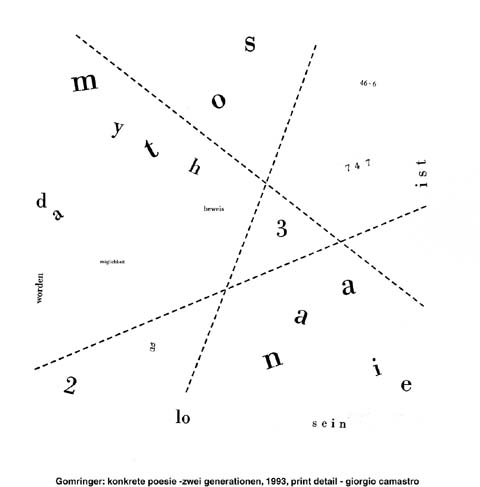 s
m
46-6
o
y
t
h
7 4 7
ist
d
a
beweis
3
möglichkeit
worden
a
a
n
i
e
2
lo
sein
Gomringer: konkrete poesie -zwei generationen, 1993, print detail - giorgio camastro